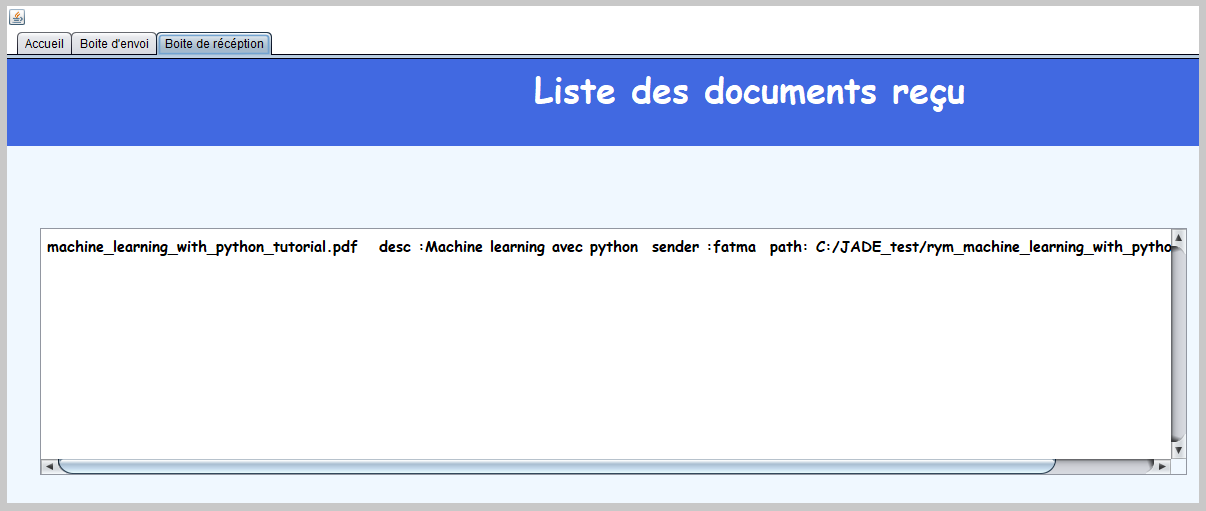 Accueil Boite d'envoi Boite de récéption
Liste des documents reçu
machine_learning_with_python_tutorial.pdf desc :Machine learning avec python sender :fatma path: C:/JADE_test/rym_machine_learning_with_pytho